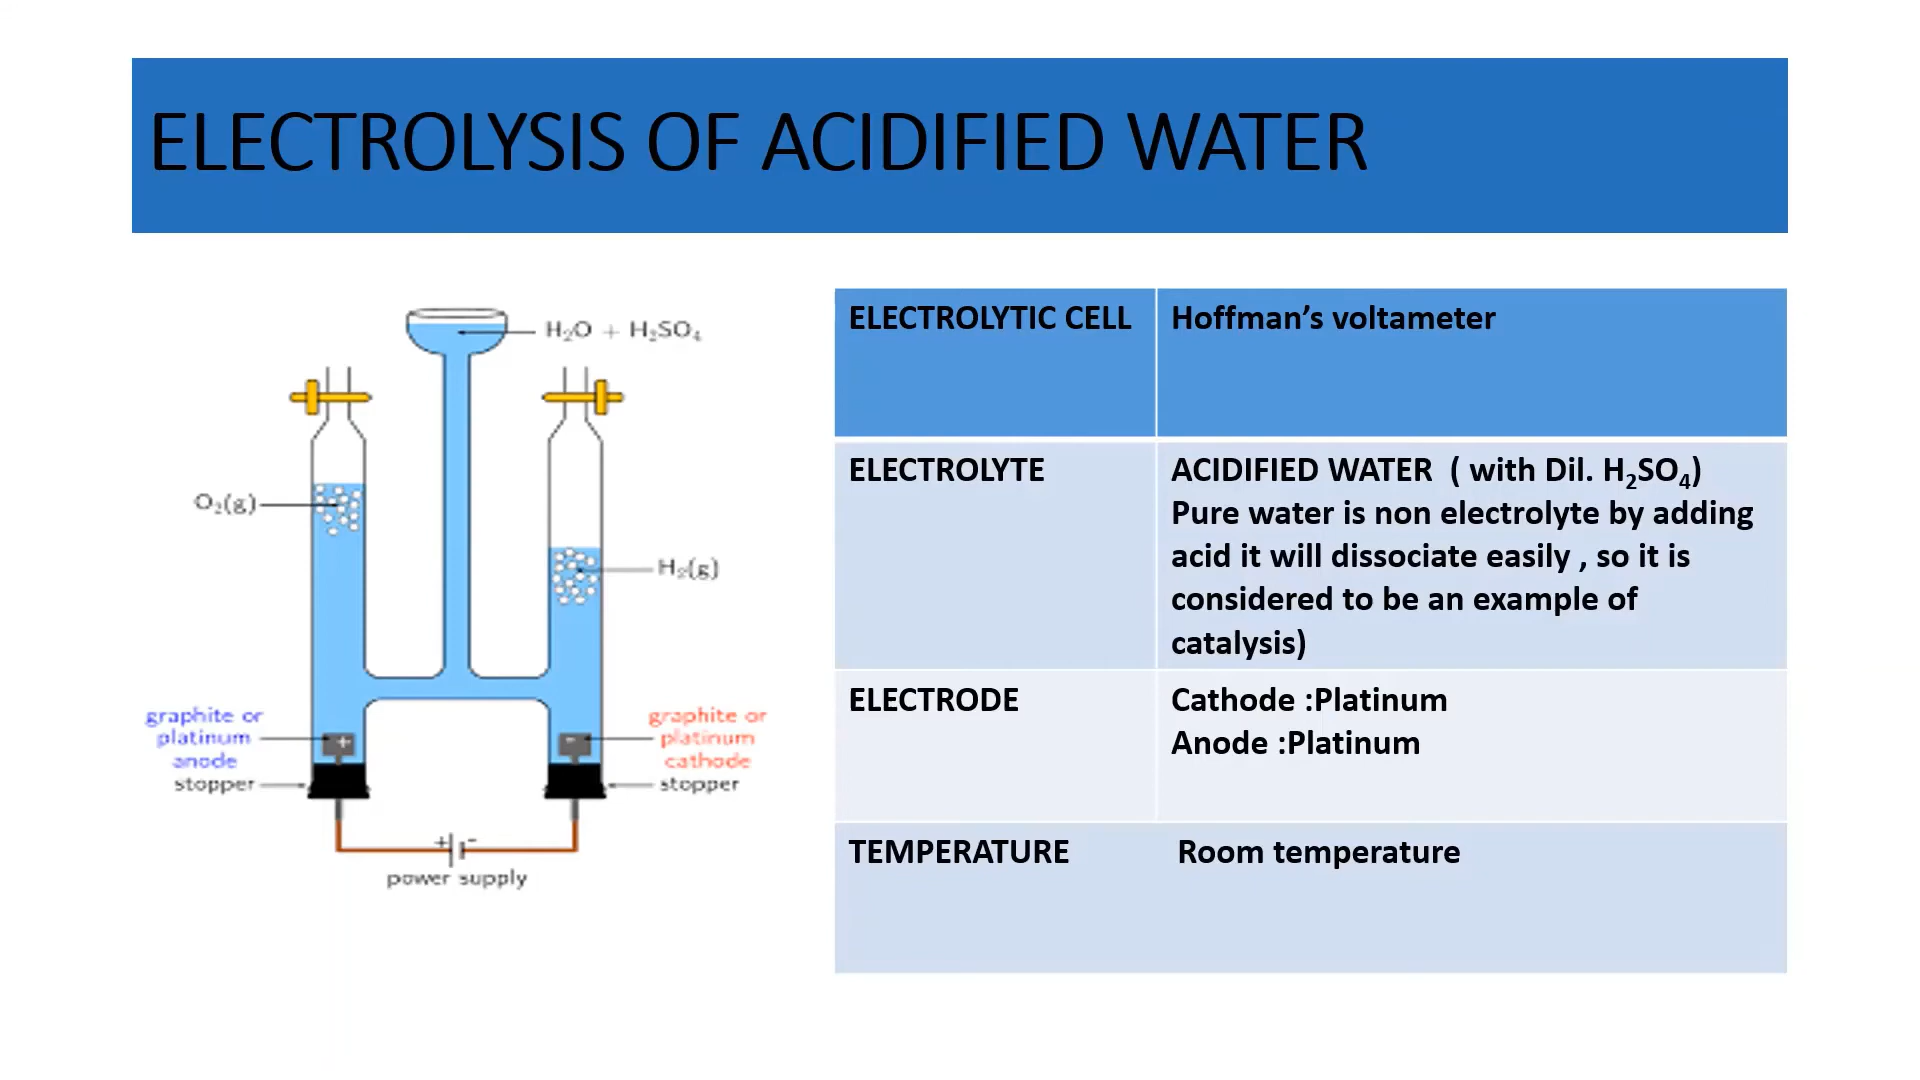 ELECTROLYSIS OF ACIDIFIED WATER
H₂O + H₂SO₄
O₂(g)
H₂(g)
graphite or
platinum
anode
stopper
+
graphite or
platinum
cathode
stopper
-
+ -
power supply
ELECTROLYTIC CELL
Hoffman’s voltameter
ELECTROLYTE
ACIDIFIED WATER ( with Dil. H₂SO₄)
Pure water is non electrolyte by adding
acid it will dissociate easily , so it is
considered to be an example of
catalysis)
ELECTRODE
Cathode :Platinum
Anode :Platinum
TEMPERATURE
Room temperature